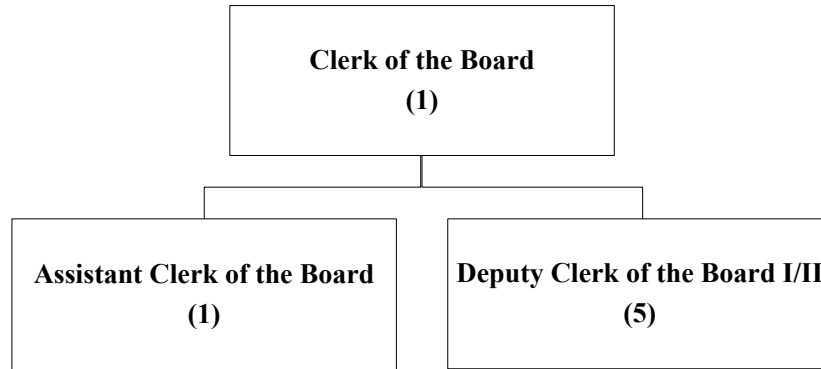 Clerk of the Board
(1)
Assistant Clerk of the Board
(1)
Deputy Clerk of the Board I/II
(5)